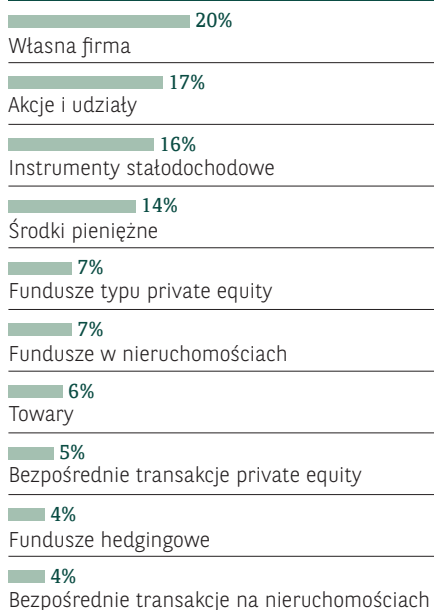 20%
Własna firma
17%
Akcje i udziały
16%
Instrumenty stałodochodowe
14%
Środki pieniężne
7%
Fundusze typu private equity
7%
Fundusze w nieruchomościach
6%
Towary
5%
Bezpośrednie transakcje private equity
4%
Fundusze hedgingowe
4%
Bezpośrednie transakcje na nieruchomościach